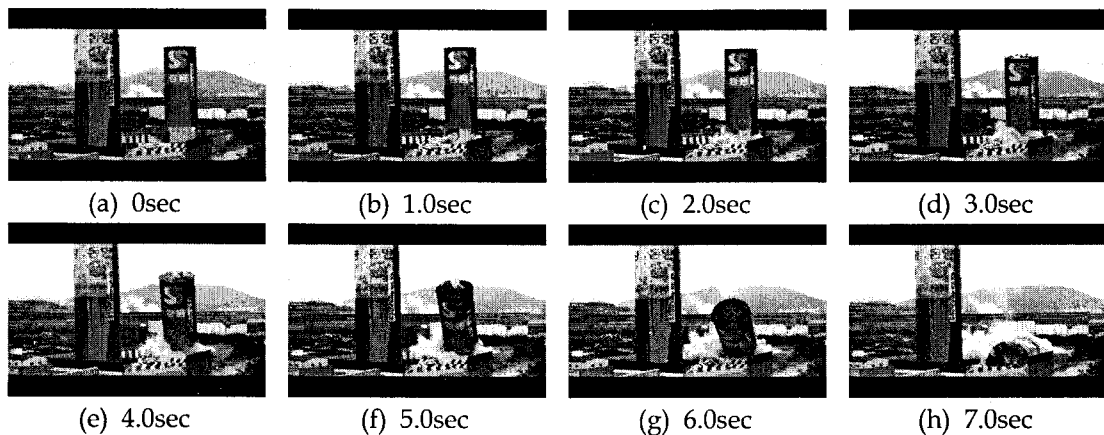 (a) 0sec
(b) 1.0sec
(c) 2.0sec
(d) 3.0sec
(e) 4.0sec
(f) 5.0sec
(g) 6.0sec
(h) 7.0sec